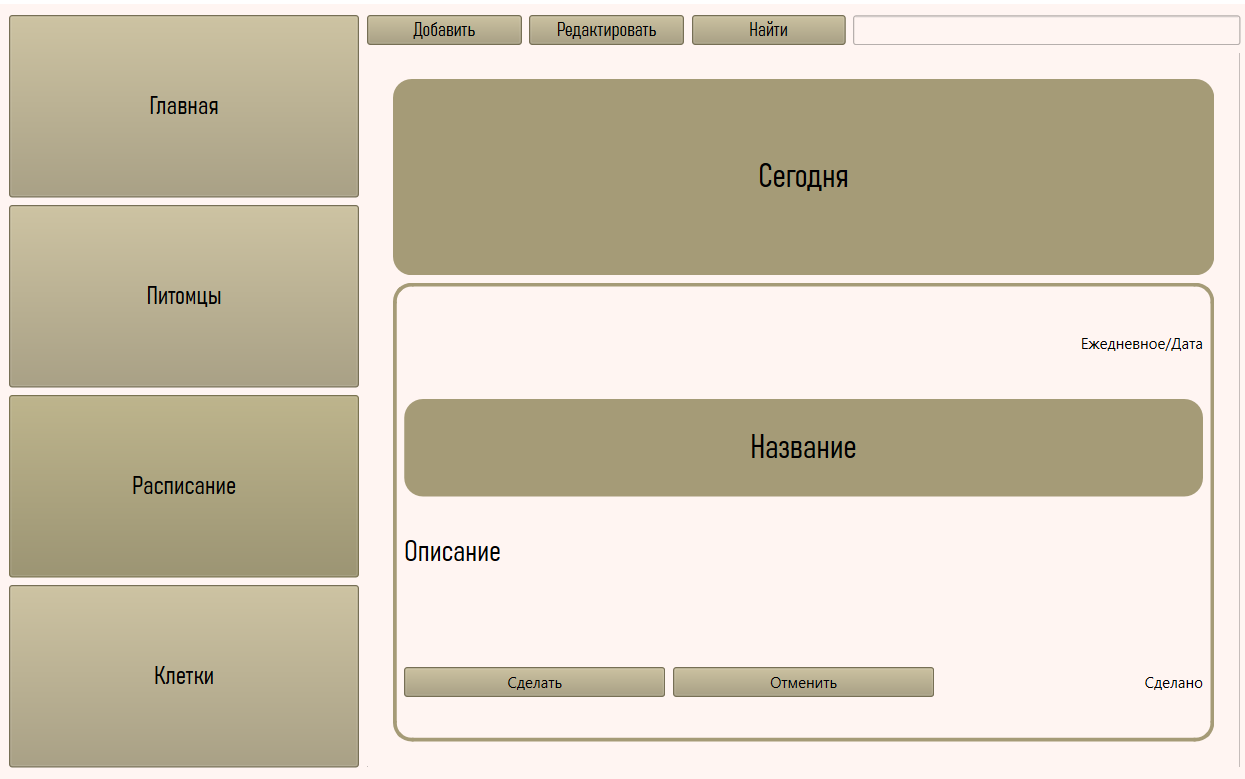 Главная
Питомцы
Расписание
Клетки
Добавить
Редактировать
Найти
Сегодня
Ежедневное/Дата
Название
Описание
Сделать
Отменить
Сделано